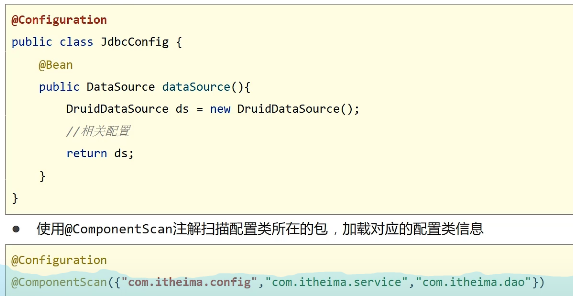 @Configuration
public class JdbcConfig {
@Bean
public DataSource dataSource(){
DruidDataSource ds = new DruidDataSource();
//相关配置
return ds;
}
}
● 使用@ComponentScan注解扫描配置类所在的包，加载对应的配置类信息
@Configuration
@ComponentScan({"com.itheima.config","com.itheima.service","com.itheima.dao"})